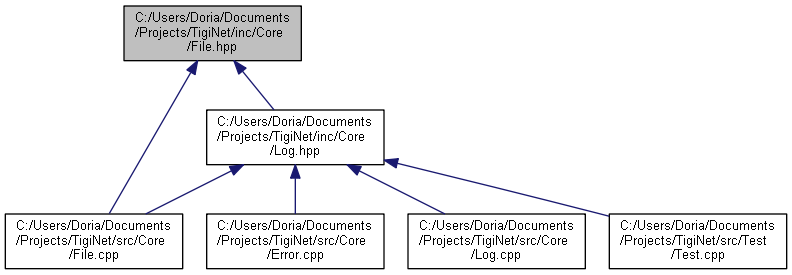 C:/Users/Doria/Documents
/Projects/TigiNet/inc/Core
/File.hpp
C:/Users/Doria/Documents
/Projects/TigiNet/inc/Core
/Log.hpp
C:/Users/Doria/Documents
/Projects/TigiNet/src/Core
/File.cpp
C:/Users/Doria/Documents
/Projects/TigiNet/src/Core
/Error.cpp
C:/Users/Doria/Documents
/Projects/TigiNet/src/Core
/Log.cpp
C:/Users/Doria/Documents
/Projects/TigiNet/src/Test
/Test.cpp